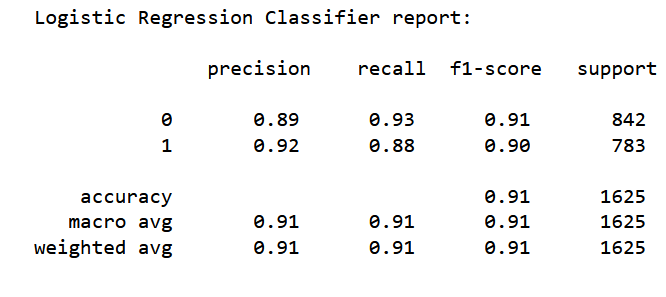 Logistic Regression Classifier report:
precision recall f1-score support
0 0.89 0.93 0.91 842
1 0.92 0.88 0.90 783
accuracy 0.91 1625
macro avg 0.91 0.91 0.91 1625
weighted avg 0.91 0.91 0.91 1625